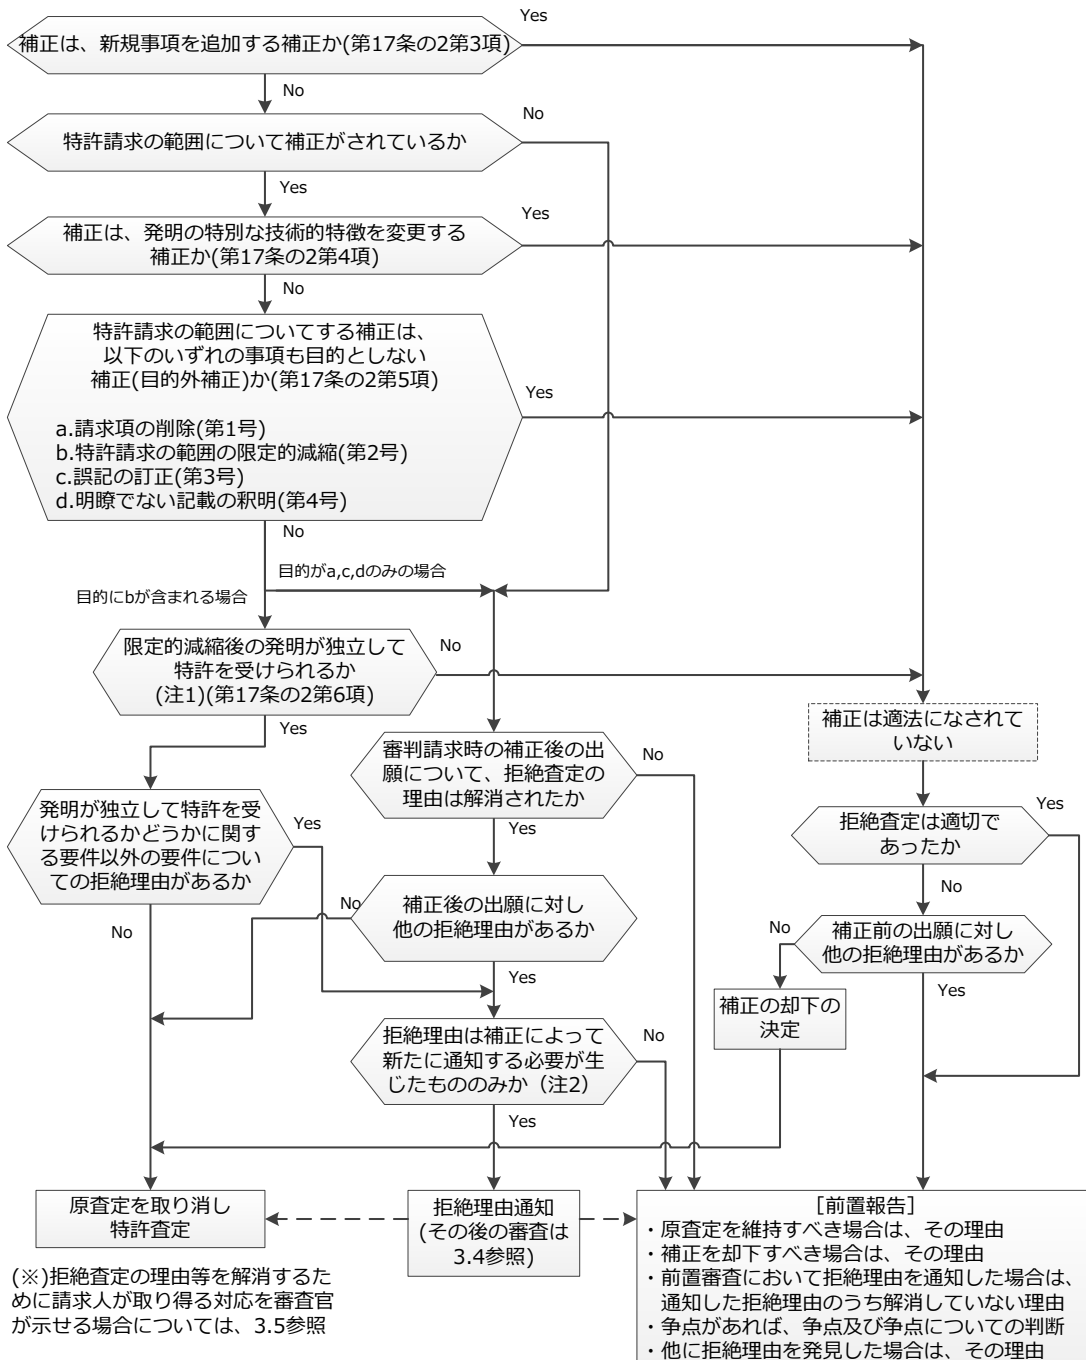 Yes
補正は、新規事項を追加する補正か(第17条の2第3項)
No
No
特許請求の範囲について補正がされているか
Yes
Yes
補正は、発明の特別な技術的特徴を変更する
補正か(第17条の2第4項)
No
特許請求の範囲についてする補正は、
以下のいずれの事項も目的としない
補正(目的外補正)か(第17条の2第5項)
Yes
a.請求項の削除(第1号)
b.特許請求の範囲の限定的減縮(第2号)
c.誤記の訂正(第3号)
d.明瞭でない記載の釈明(第4号)
No
目的がa,c,dのみの場合
目的にbが含まれる場合
限定的減縮後の発明が独立して
特許を受けられるか
(注1)(第17条の2第6項)
No
Yes
補正は適法になされて
いない
審判請求時の補正後の出
願について、拒絶査定の
理由は解消されたか
No
Yes
発明が独立して特許を受
けられるかどうかに関す
る要件以外の要件につい
ての拒絶理由があるか
Yes
No
拒絶査定は適切で
あったか
Yes
No
補正後の出願に対し
他の拒絶理由があるか
No
Yes
補正前の出願に対し
他の拒絶理由があるか
No
Yes
補正の却下の
決定
拒絶理由は補正によって
新たに通知する必要が生
じたもののみか（注2）
No
Yes
原査定を取り消し
特許査定
拒絶理由通知
(その後の審査は
3.4参照)
［前置報告］
・原査定を維持すべき場合は、その理由
・補正を却下すべき場合は、その理由
・前置審査において拒絶理由を通知した場合は、
通知した拒絶理由のうち解消していない理由
・争点があれば、争点及び争点についての判断
・他に拒絶理由を発見した場合は、その理由
(※)拒絶査定の理由等を解消するた
めに請求人が取り得る対応を審査官
が示せる場合については、3.5参照